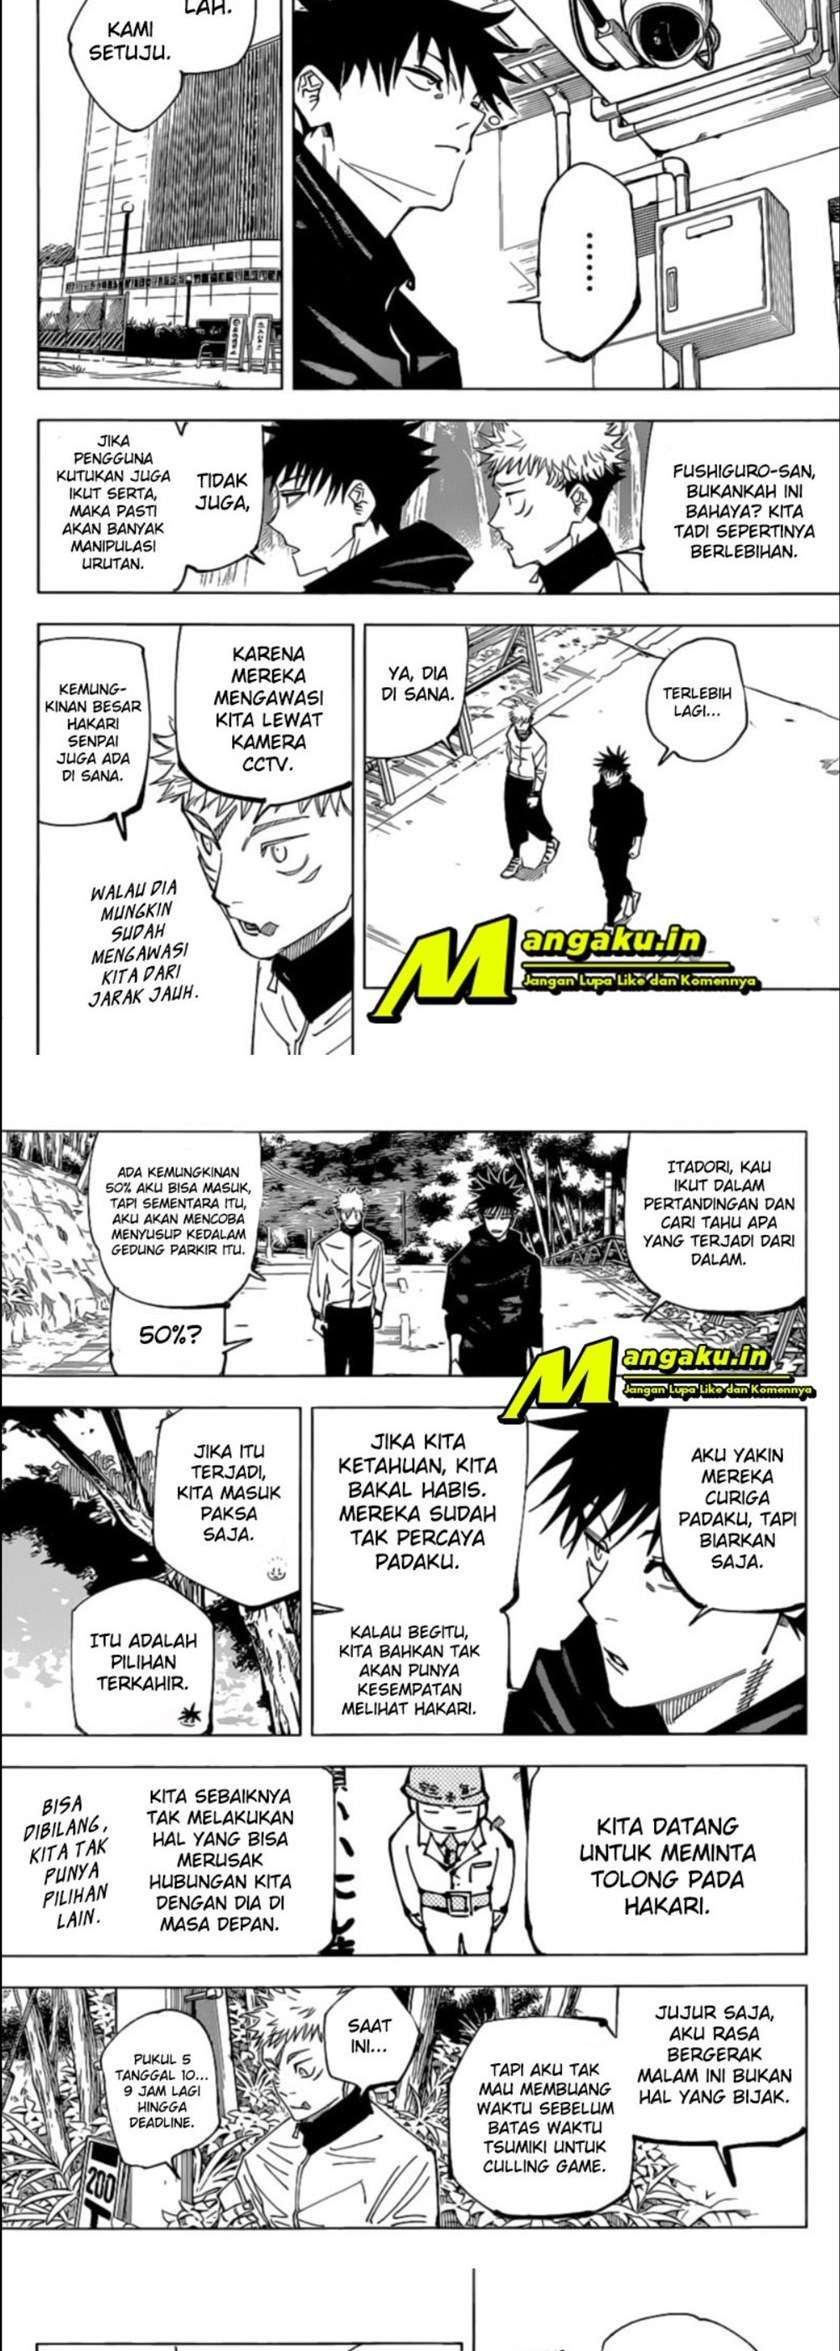 ......
LAH.
KAMI
SETUJU.
FUSHIGURO-SAN,
BUKANKAH INI
BAHAYA? KITA
TADI SEPERTINYA
BERLEBIHAN.
TIDAK
JUGA,
JIKA
PENGGUNA
KUTUKAN JUGA
IKUT SERTA,
MAKA PASTI
AKAN BANYAK
MANIPULASI
URUTAN.
TERLEBIH
LAGI...
YA, DIA
DI SANA.
KARENA
MEREKA
MENGAWASI
KITA LEWAT
KAMERA
CCTV.
KEMUNG-
KINAN BESAR
HAKARI
SENPAI
JUGA ADA
DI SANA.
WALAU DIA
MUNGKIN
SUDAH
MENGAWASI
KITA DARI
JARAK JAUH.
Mangaku.in
Jangan Lupa Like dan Komennya
ITADORI, KAU
IKUT DALAM
PERTANDINGAN DAN
CARI TAHU APA
YANG TERJADI DARI
DALAM.
ADA KEMUNGKINAN
50% AKU BISA MASUK,
TAPI SEMENTARA ITU,
AKU AKAN MENCOBA
MENYUSUP KEDALAM
GEDUNG PARKIR ITU.
50%?
Mangaku.in
Jangan Lupa Like dan Komennya
AKU YAKIN
MEREKA
CURIGA
PADAKU, TAPI
BIARKAN
SAJA.
JIKA KITA
KETAHUAN, KITA
BAKAL HABIS.
MEREKA SUDAH
TAK PERCAYA
PADAKU.
KALAU BEGITU,
KITA BAHKAN TAK
AKAN PUNYA
KESEMPATAN
MELIHAT HAKARI.
JIKA ITU
TERJADI,
KITA MASUK
PAKSA
SAJA.
ITU ADALAH
PILIHAN
TERKAHIR.
KITA DATANG
UNTUK MEMINTA
TOLONG PADA
HAKARI.
KITA SEBAIKNYA
TAK MELAKUKAN
HAL YANG BISA
MERUSAK
HUBUNGAN KITA
DENGAN DIA DI
MASA DEPAN.
BISA
DIBILANG,
KITA TAK
PUNYA
PILIHAN
LAIN.
JUJUR SAJA,
AKU RASA
BERGERAK
MALAM INI BUKAN
HAL YANG BIJAK.
TAPI AKU TAK
MAU MEMBUANG
WAKTU SEBELUM
BATAS WAKTU
TSUMIKI UNTUK
CULLING GAME.
SAAT
INI...
PUKUL 5
TANGGAL 10...
9 JAM LAGI
HINGGA
DEADLINE.
200